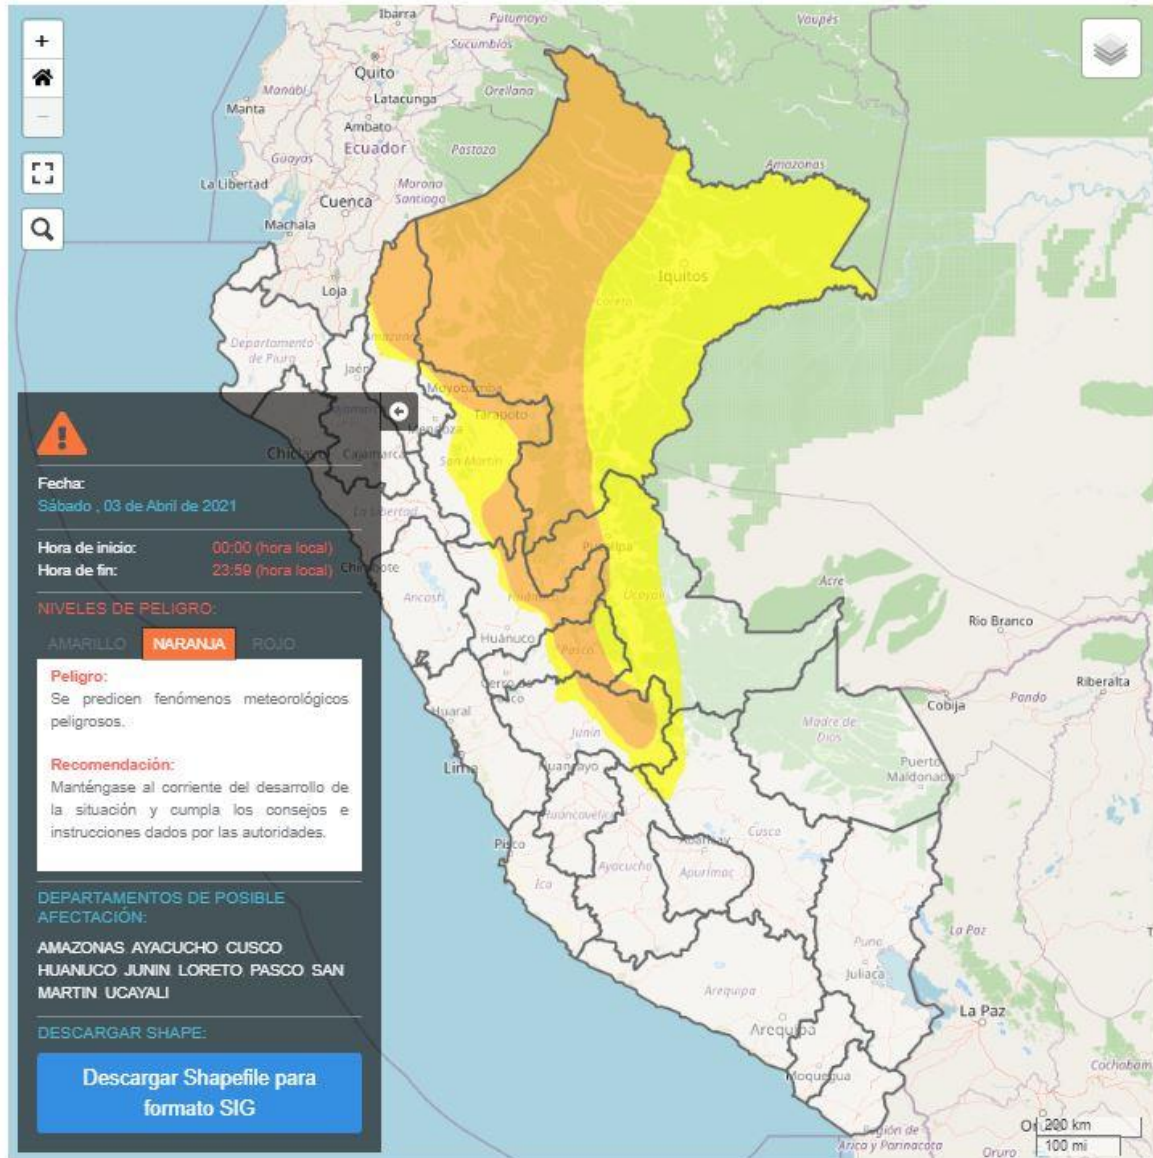 Ibarra
Putumayo
Vaupés
+
Sucumbíos
Quito
Manabí
Orellana
Manta
Latacunga
−
Ambato
Ecuador
Pastaza
Amazonas
Guayas
La Libertad
Morona
Santiago
Cuenca
Machala
Iquitos
Loja
Loreto
Departamento
de Piura
Amazonas
Jaén
Moyobamba
Tarapoto
Mendoza
Cajamarca
San Martín
Chiclayo
Cajamarca
La Libertad
Fecha:
Sábado , 03 de Abril de 2021
Hora de inicio: 00:00 (hora local)
Hora de fin: 23:59 (hora local)
Chimbote
Pucallpa
Acre
Ancash
Ucayali
Rio Branco
NIVELES DE PELIGRO:
Huánuco
AMARILLO NARANJA ROJO
Pasco
Peligro:
Se predicen fenómenos meteorológicos
peligrosos.
Riberalta
Pando
Cobija
Huaral
Madre de
Dios
Junín
Recomendación:
Manténgase al corriente del desarrollo de
la situación y cumpla los consejos e
instrucciones dados por las autoridades.
Lima
Huancayo
Puerto
Maldonado
Huancavelica
Cusco
Abancay
Pisco
Ayacucho
Apurímac
Ica
DEPARTAMENTOS DE POSIBLE
AFECTACIÓN:
La Paz
Puno
AMAZONAS AYACUCHO CUSCO
HUANUCO JUNIN LORETO PASCO SAN
MARTIN UCAYALI
Juliaca
Arequipa
La Paz
DESCARGAR SHAPE:
Arequipa
Descargar Shapefile para
formato SIG
Cochabam
Moquegua
200 km
100 mi
Región de
Arica y Parinacota
Oruro